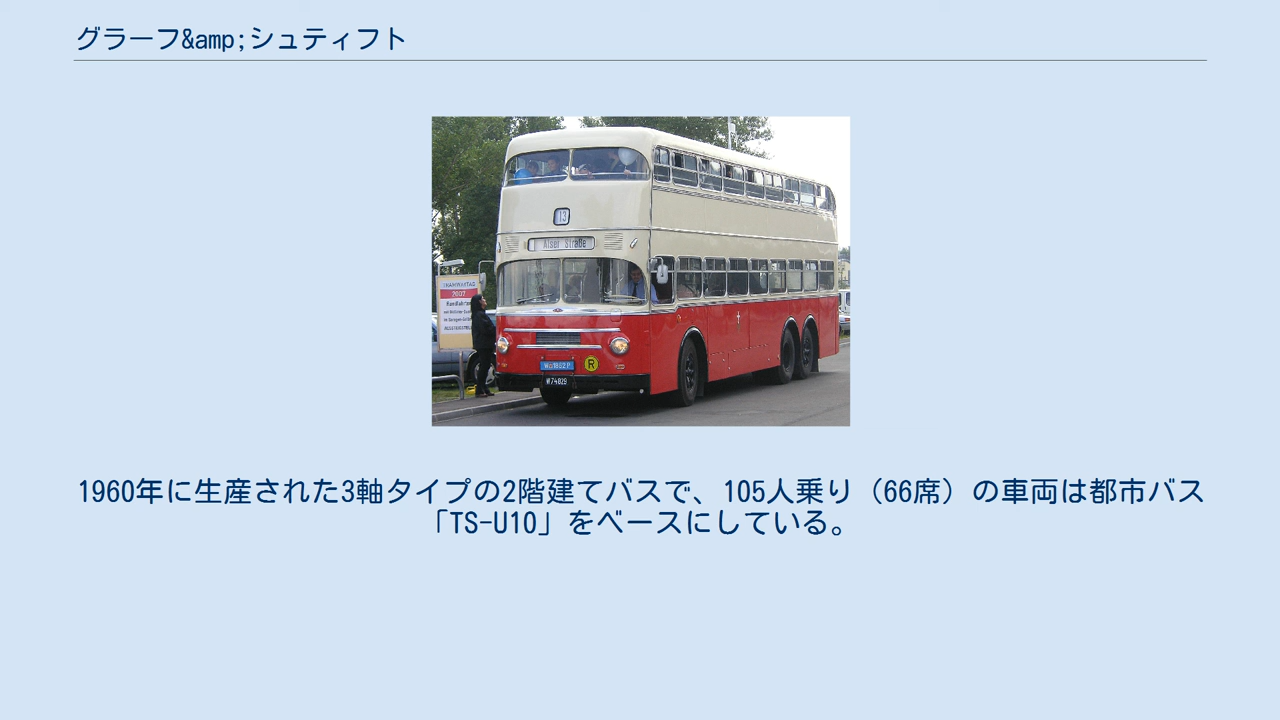 グラーフ&amp;シュティフト
13
Alser Straße
2007
W 74.829
R
1960年に生産された3軸タイプの2階建てバスで、105人乗り（66席）の車両は都市バス
「TS-U10」をベースにしている。